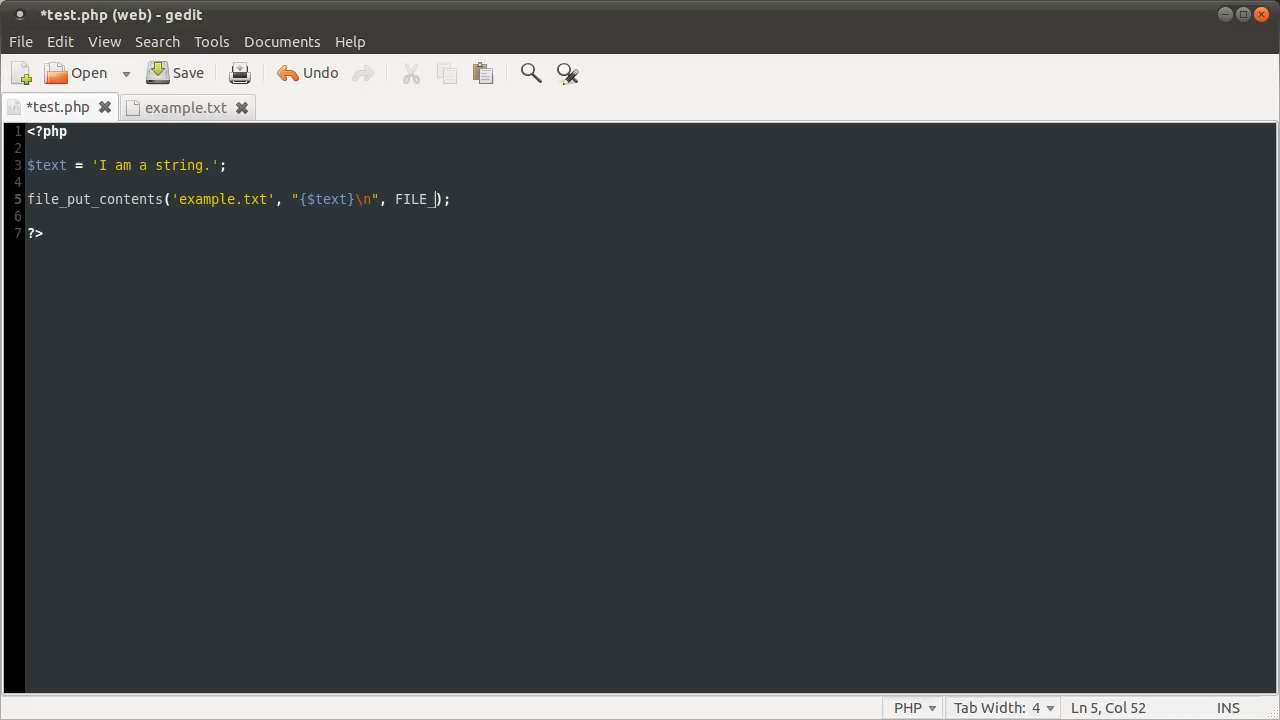 *test.php (web) - gedit
File Edit View Search Tools Documents Help
Open Save Undo
*test.php example.txt
1 <?php
2
3 $text = 'I am a string.';
4
5 file_put_contents('example.txt', "{$text}\n", FILE_);
6
7 ?>
PHP Tab Width: 4 Ln 5, Col 52 INS